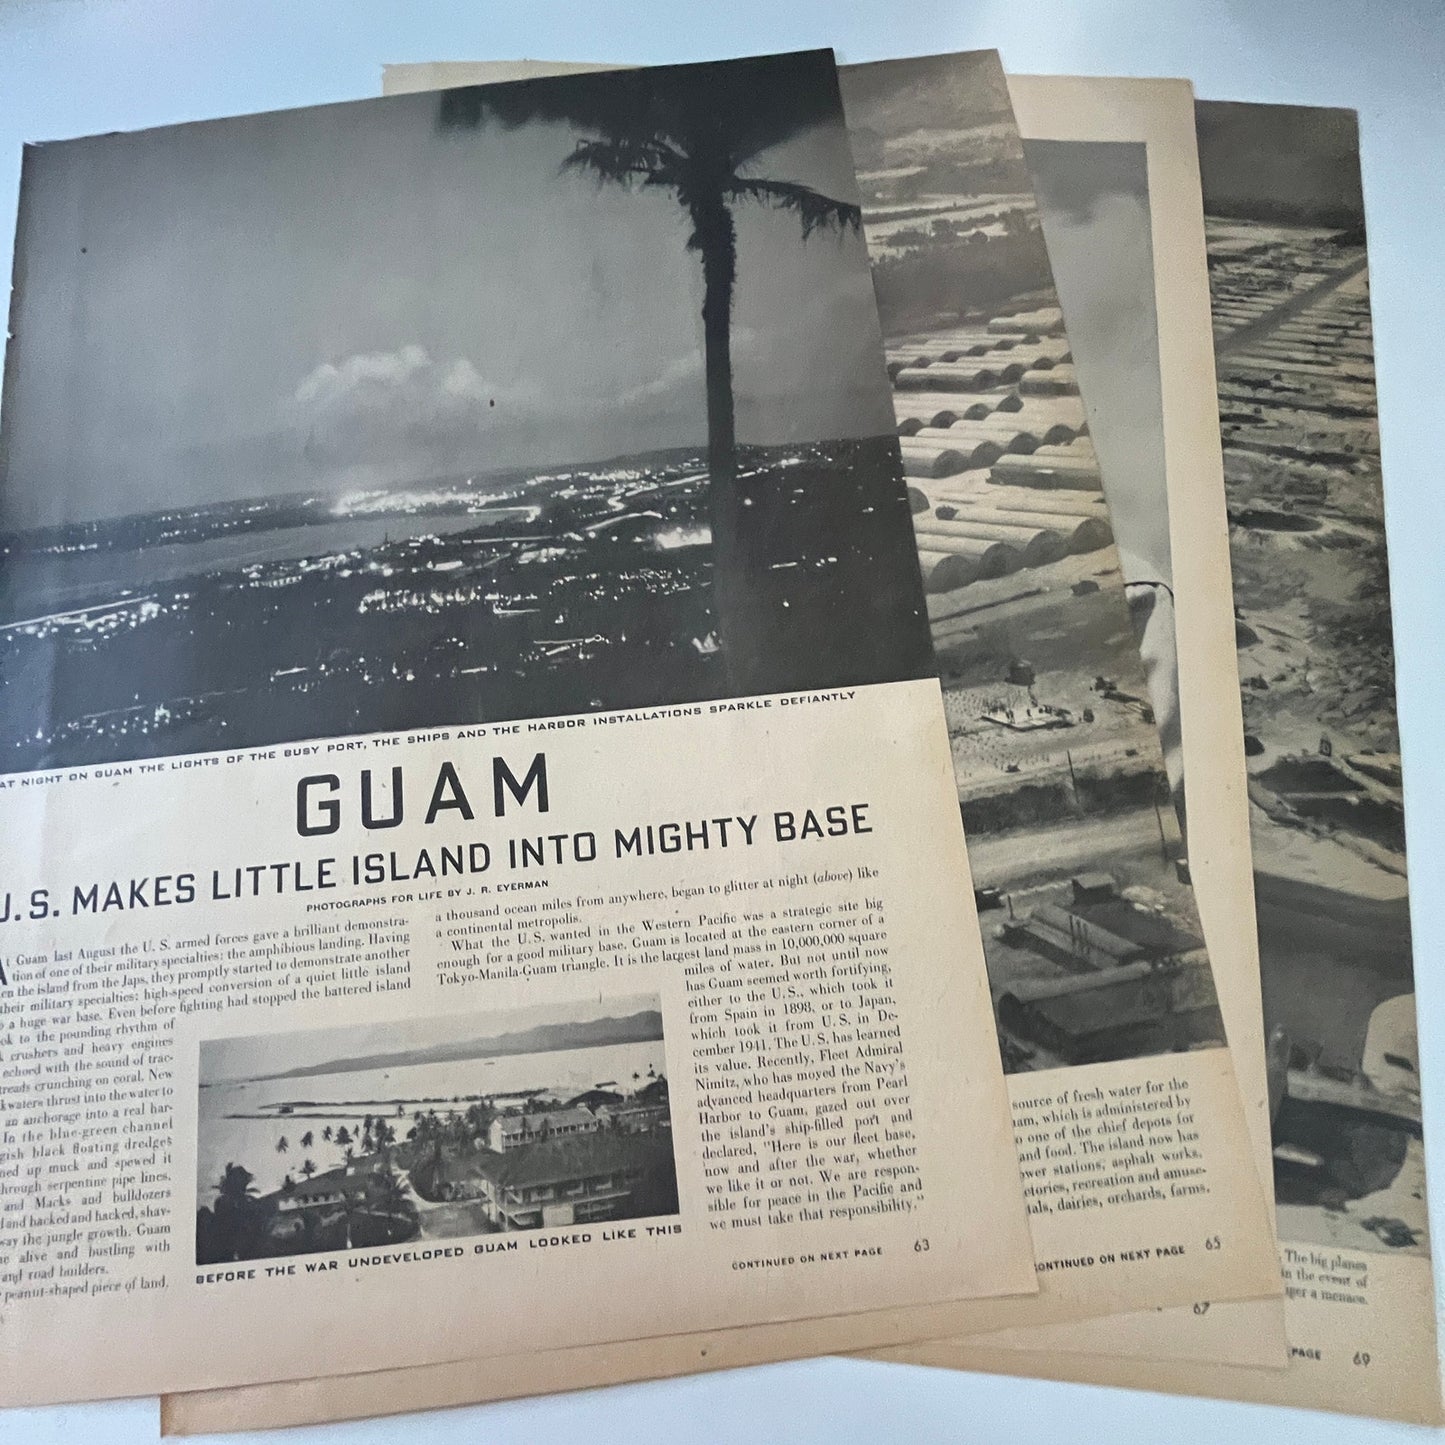 AT NIGHT ON GUAM THE LIGHTS OF THE BUSY PORT, THE SHIPS AND THE HARBOR INSTALLATIONS SPARKLE DEFIANTLY
GUAM
U.S. MAKES LITTLE ISLAND INTO MIGHTY BASE
PHOTOGRAPHS FOR LIFE BY J. R. EYERMAN
At Guam last August the U. S. armed forces gave a brilliant demonstra-
tion of one of their military specialties: the amphibious landing. Having
en the island from the Japs, they promptly started to demonstrate another
their military specialties: high-speed conversion of a quiet little island
o a huge war base. Even before fighting had stopped the battered island
ok to the pounding rhythm of
k crushers and heavy engines
echoed with the sound of trac-
treads crunching on coral. New
kwaters thrust into the water to
an anchorage into a real har-
In the blue-green channel
gish black floating dredges
ned up muck and spewed it
hrough serpentine pipe lines.
and Macks and bulldozers
l and hacked and hacked, shav-
way the jungle growth. Guam
me alive and bustling with
and road builders.
peanut-shaped piece of land,
a thousand ocean miles from anywhere, began to glitter at night (above) like
a continental metropolis.
What the U. S. wanted in the Western Pacific was a strategic site big
enough for a good military base. Guam is located at the eastern corner of a
Tokyo-Manila-Guam triangle. It is the largest land mass in 10,000,000 square
miles of water. But not until now
has Guam seemed worth fortifying,
either to the U. S., which took it
from Spain in 1898, or to Japan,
which took it from U. S. in De-
cember 1941. The U. S. has learned
its value. Recently, Fleet Admiral
Nimitz, who has moved the Navy's
advanced headquarters from Pearl
Harbor to Guam, gazed out over
the island's ship-filled port and
declared, "Here is our fleet base,
now and after the war, whether
we like it or not. We are respon-
sible for peace in the Pacific and
we must take that responsibility."
BEFORE THE WAR UNDEVELOPED GUAM LOOKED LIKE THIS
CONTINUED ON NEXT PAGE 63
source of fresh water for the
uam, which is administered by
o one of the chief depots for
and food. The island now has
ower stations, asphalt works,
ctories, recreation and amuse-
tals, dairies, orchards, farms.
CONTINUED ON NEXT PAGE 65
67
The big planes
in the event of
nger a menace.
PAGE 69